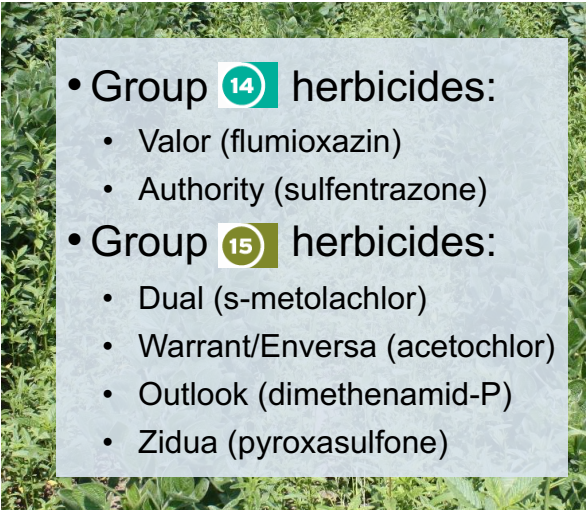 • Group 14 herbicides:
• Valor (flumioxazin)
• Authority (sulfentrazone)
• Group 15 herbicides:
• Dual (s-metolachlor)
• Warrant/Enversa (acetochlor)
• Outlook (dimethenamid-P)
• Zidua (pyroxasulfone)